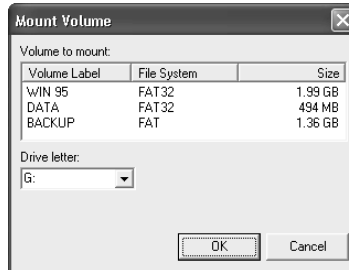 Mount Volume
Volume to mount:
Volume Label File System Size
WIN 95 FAT32 1.99 GB
DATA FAT32 494 MB
BACKUP FAT 1.36 GB
Drive letter:
G:
OK Cancel